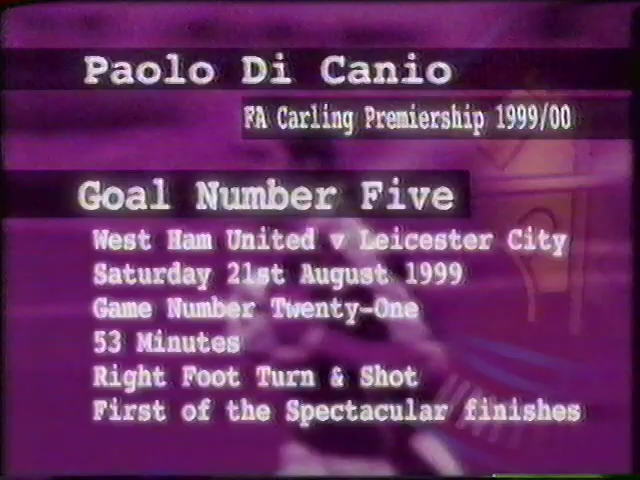 Paolo Di Canio
FA Carling Premiership 1999/00
Goal Number Five
West Ham United v Leicester City
Saturday 21st August 1999
Game Number Twenty-One
53 Minutes
Right Foot Turn & Shot
First of the Spectacular finishes